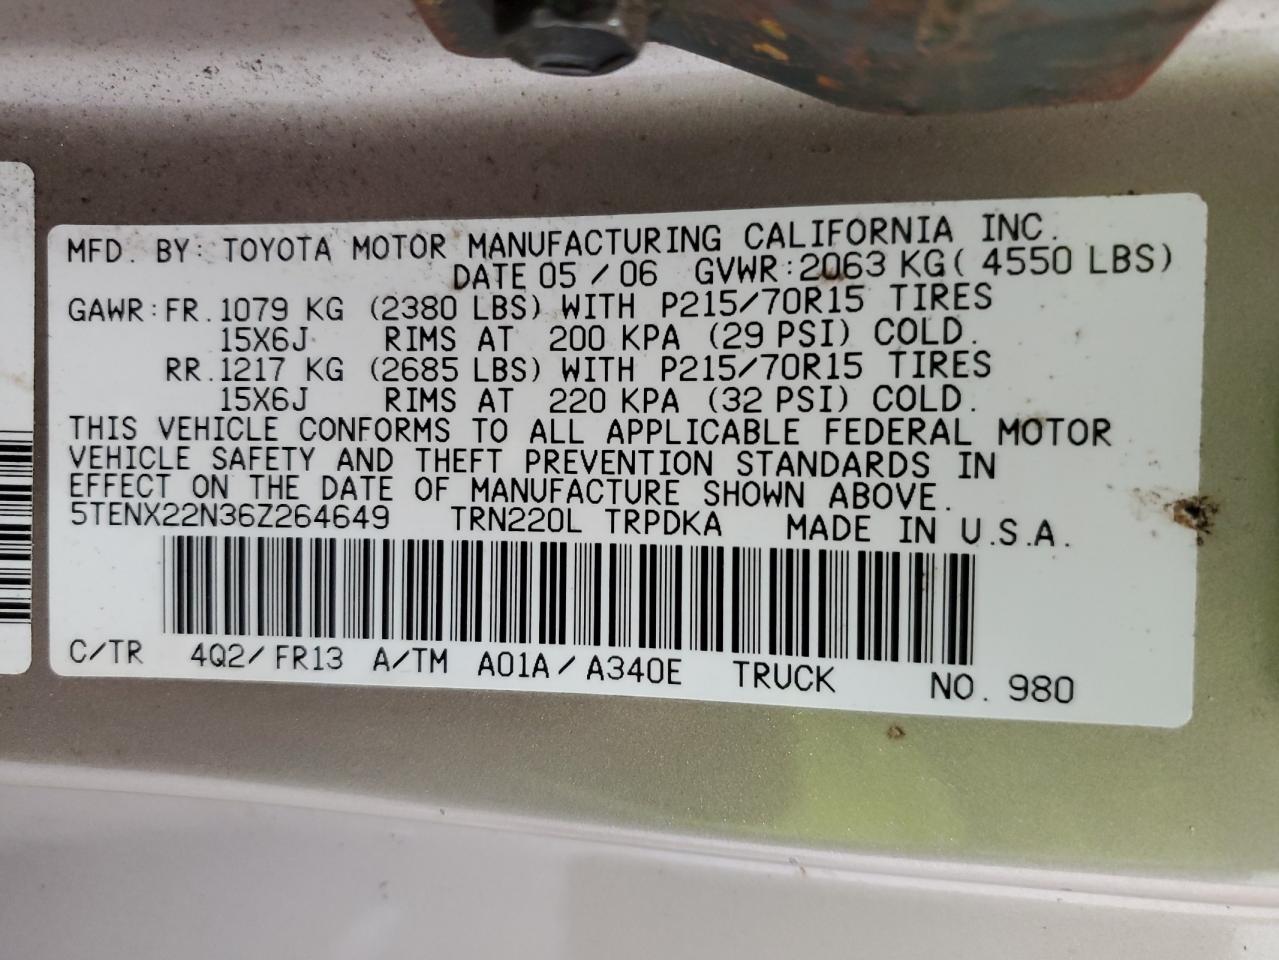 MFD. BY: TOYOTA MOTOR MANUFACTURING CALIFORNIA INC.
DATE 05 / 06 GVWR: 2063 KG ( 4550 LBS )
GAWR: FR. 1079 KG (2380 LBS) WITH P215/70R15 TIRES
15X6J RIMS AT 200 KPA (29 PSI) COLD.
RR. 1217 KG (2685 LBS) WITH P215/70R15 TIRES
15X6J RIMS AT 220 KPA (32 PSI) COLD.
THIS VEHICLE CONFORMS TO ALL APPLICABLE FEDERAL MOTOR
VEHICLE SAFETY AND THEFT PREVENTION STANDARDS IN
EFFECT ON THE DATE OF MANUFACTURE SHOWN ABOVE.
5TENX22N36Z264649 TRN220L TRPDKA MADE IN U.S.A.
C/TR 4Q2/ FR13 A/TM A01A / A340E TRUCK NO. 980